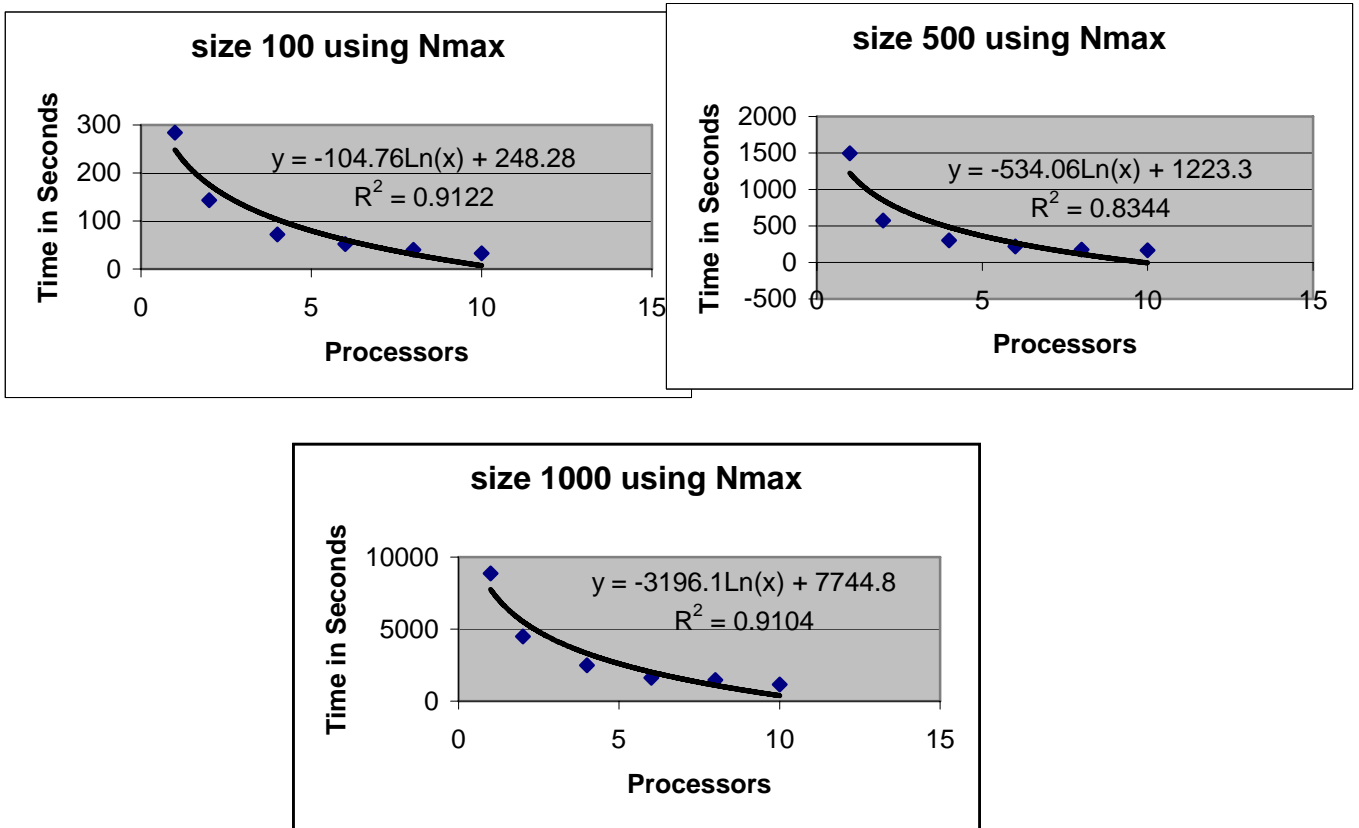 size 100 using Nmax
Time in Seconds
300
200
100
0
y = -104.76Ln(x) + 248.28
R² = 0.9122
0 5 10 15
Processors
size 500 using Nmax
Time in Seconds
2000
1500
1000
500
0
-500
y = -534.06Ln(x) + 1223.3
R² = 0.8344
0 5 10 15
Processors
size 1000 using Nmax
Time in Seconds
10000
5000
0
y = -3196.1Ln(x) + 7744.8
R² = 0.9104
0 5 10 15
Processors